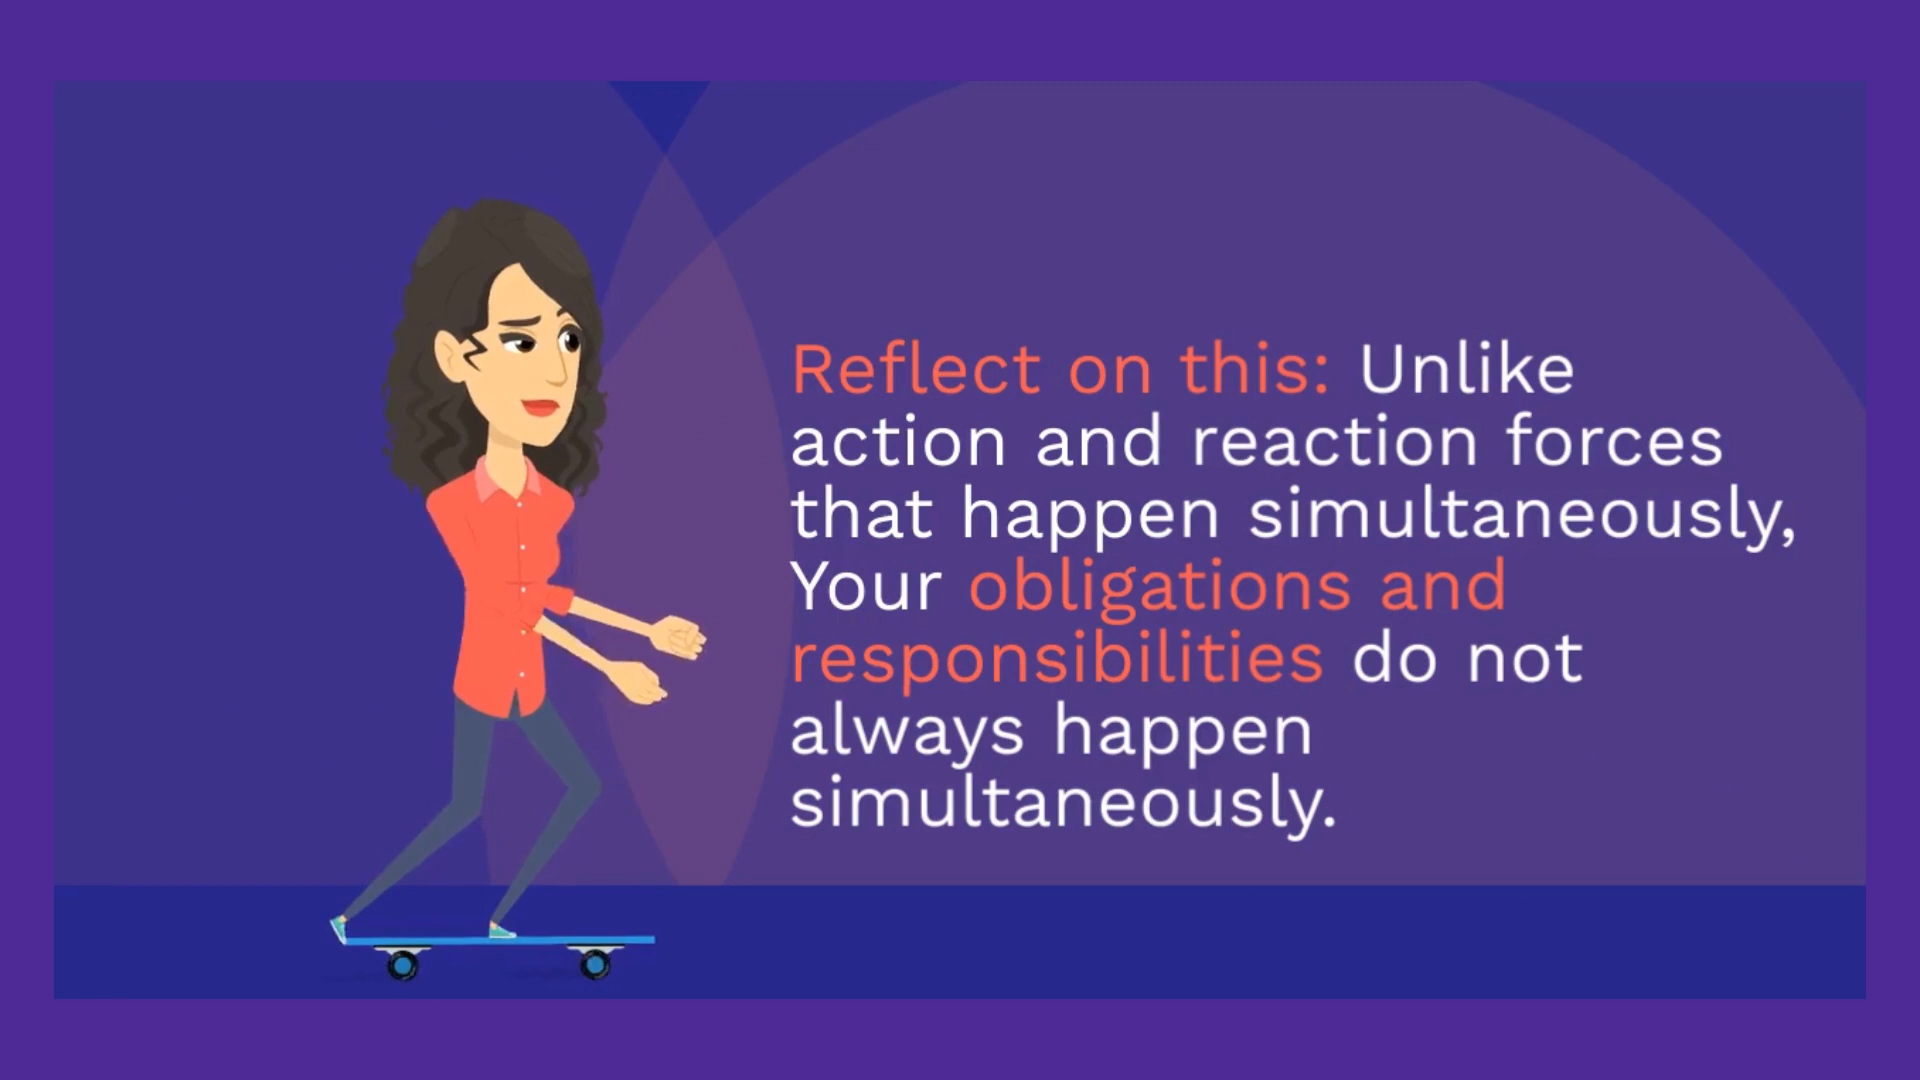 Reflect on this: Unlike
action and reaction forces
that happen simultaneously,
Your obligations and
responsibilities do not
always happen
simultaneously.